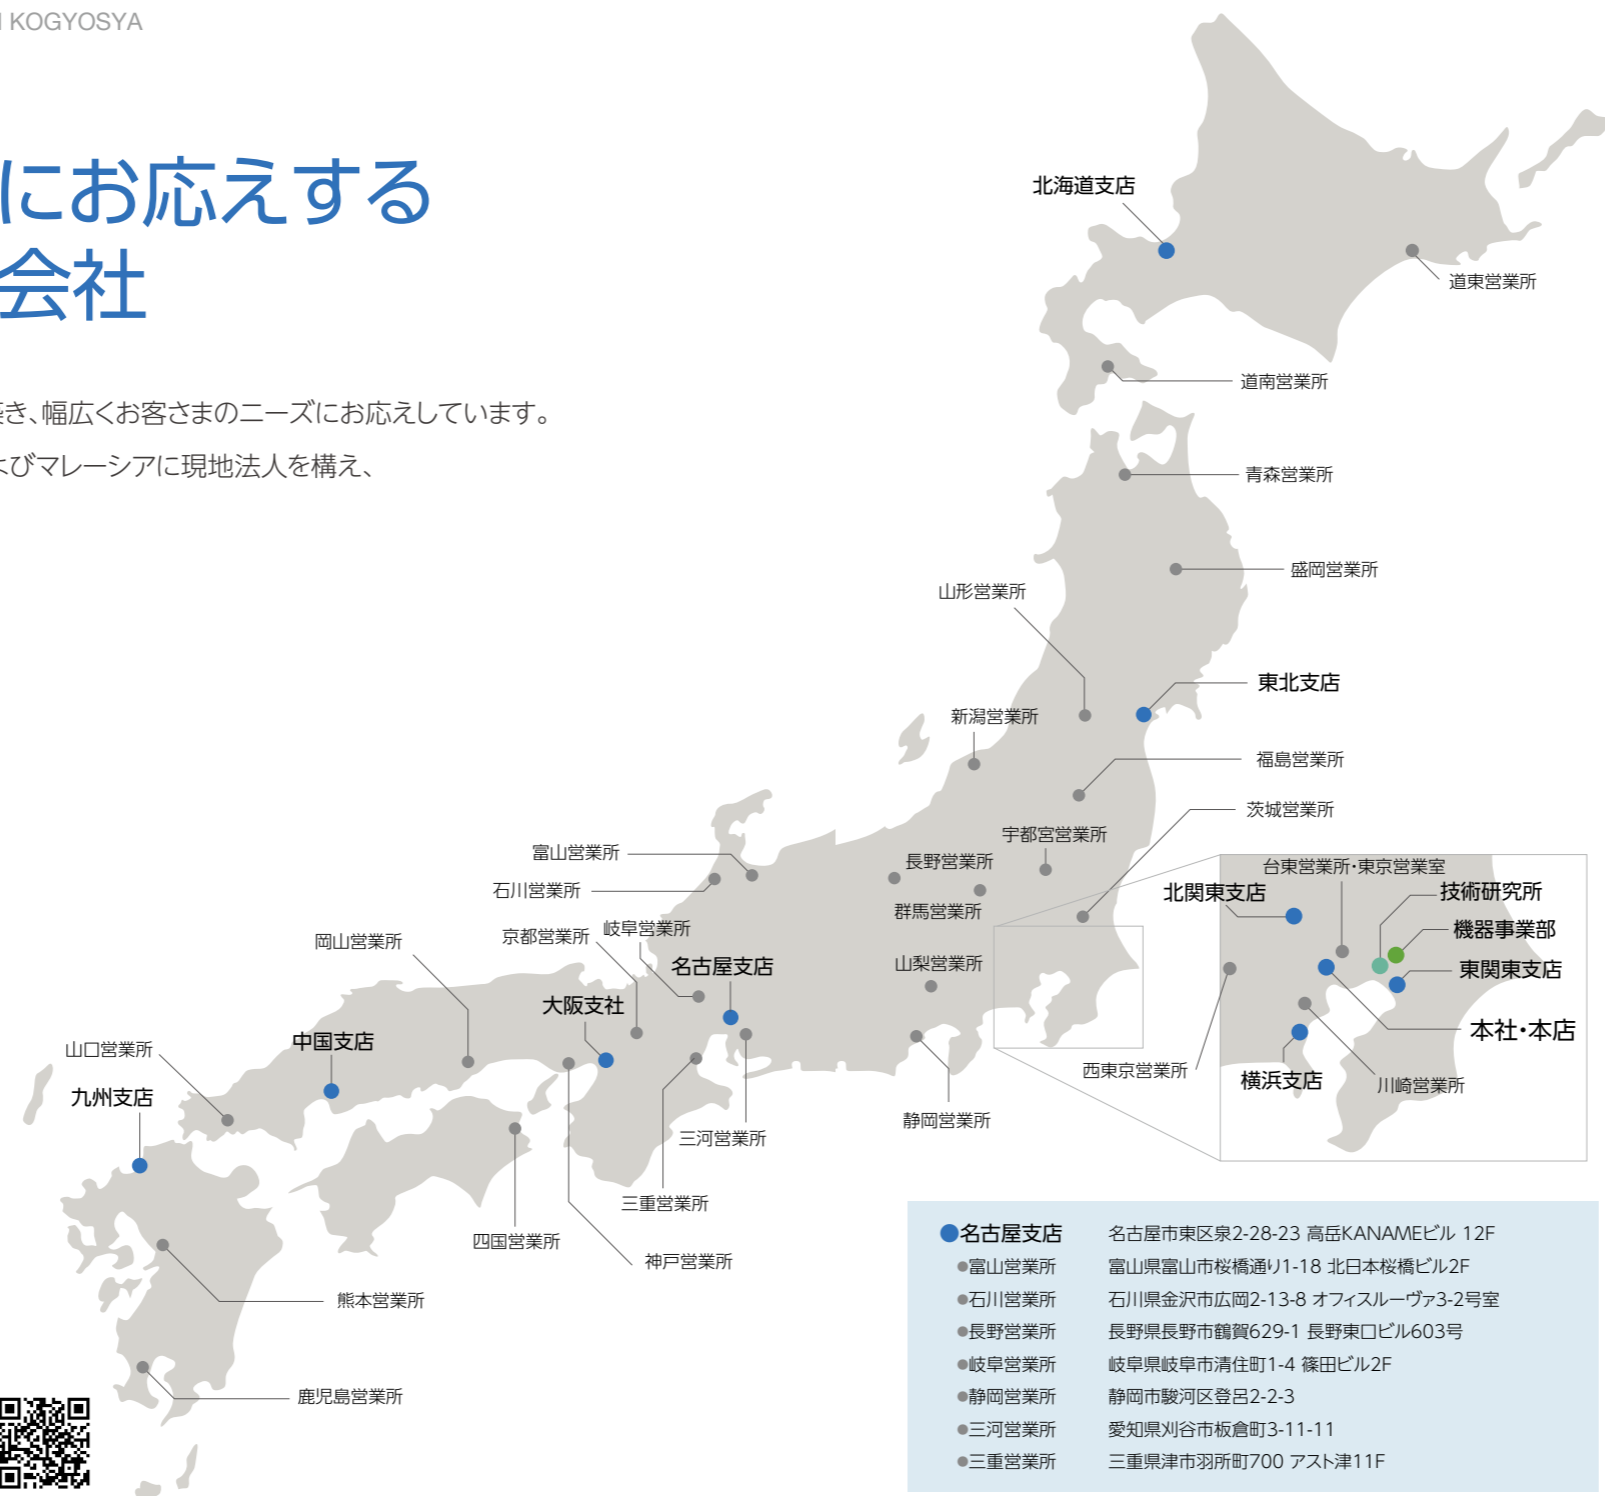 KOGYOSYA
にお応えする
会社
き、幅広くお客さまのニーズにお応えしています。
よびマレーシアに現地法人を構え、
北海道支店
道東営業所
道南営業所
青森営業所
盛岡営業所
山形営業所
東北支店
新潟営業所
福島営業所
茨城営業所
宇都宮営業所
富山営業所
長野営業所
石川営業所
群馬営業所
岐阜営業所
京都営業所
岡山営業所
名古屋支店
山梨営業所
大阪支社
中国支店
山口営業所
九州支店
台東営業所・東京営業室
北関東支店
技術研究所
機器事業部
東関東支店
本社・本店
西東京営業所
横浜支店
川崎営業所
静岡営業所
三河営業所
三重営業所
四国営業所
神戸営業所
熊本営業所
鹿児島営業所
●名古屋支店 名古屋市東区泉2-28-23 高岳KANAMEビル 12F
●富山営業所 富山県富山市桜橋通り1-18 北日本桜橋ビル2F
●石川営業所 石川県金沢市広岡2-13-8 オフィスルーヴァ3-2号室
●長野営業所 長野県長野市鶴賀629-1 長野東口ビル603号
●岐阜営業所 岐阜県岐阜市清住町1-4 篠田ビル2F
●静岡営業所 静岡市駿河区登呂2-2-3
●三河営業所 愛知県刈谷市板倉町3-11-11
●三重営業所 三重県津市羽所町700 アスト津11F